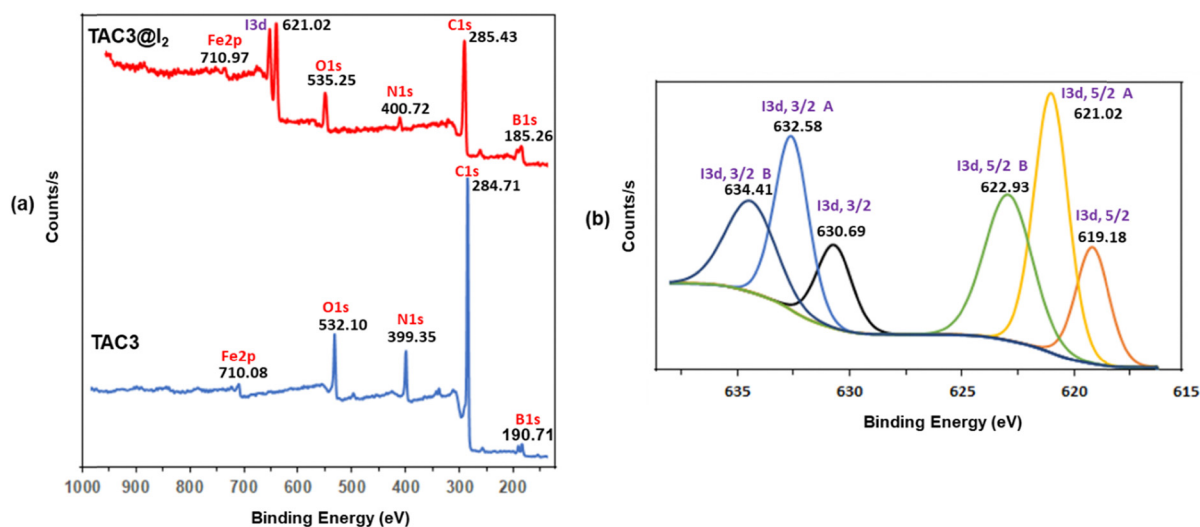 (a)
Counts/s
TAC3@I2
Fe2p
710.97
I3d
621.02
O1s
535.25
N1s
400.72
C1s
285.43
B1s
185.26
TAC3
Fe2p
710.08
O1s
532.10
N1s
399.35
C1s
284.71
B1s
190.71
1000 900 800 700 600 500 400 300 200
Binding Energy (eV)
(b)
Counts/s
I3d, 3/2 B
634.41
I3d, 3/2 A
632.58
I3d, 3/2
630.69
I3d, 5/2 B
622.93
I3d, 5/2 A
621.02
I3d, 5/2
619.18
635 630 625 620 615
Binding Energy (eV)